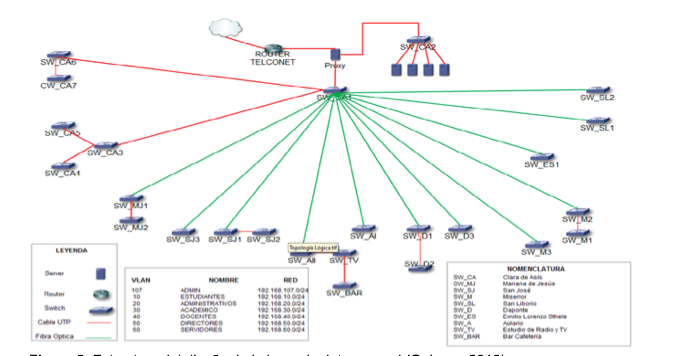 ROUTER
TELCONET
Proxy
SW_CA2
SW_CA6
CW_CA7
SW_CA1
SW_SL2
SW_SL1
SW_CA5
SW_CA3
SW_CA4
SW_ES1
SW_MJ1
SW_MJ2
SW_M2
SW_M1
SW_SJ3
SW_SJ1
SW_SJ2
SW_AI
SW_D1
SW_D3
SW_M3
Topología Lógica tif
SW_AII
SW_TV
SW_D2
SW_BAR
LEYENDA
Server
Router
Switch
Cable UTP
Fibra Optica
VLAN NOMBRE RED
107 ADMIN 192.168.107.0/24
10 ESTUDIANTES 192.168.10.0/24
20 ADMINISTRATIVOS 192.168.20.0/24
30 ACADEMICO 192.168.30.0/24
40 DOCENTES 192.168.40.0/24
50 DIRECTORES 192.168.50.0/24
60 SERVIDORES 192.168.60.0/24
NOMENCLATURA
SW_CA Clara de Asis
SW_MJ Mariana de Jesús
SW_SJ San José
SW_M Miserior
SW_SL San Liborio
SW_D Daponte
SW_ES Emilio Lorenzo Sthele
SW_A Aulario
SW_TV Estudio de Radio y TV
SW_BAR Bar Cafetería